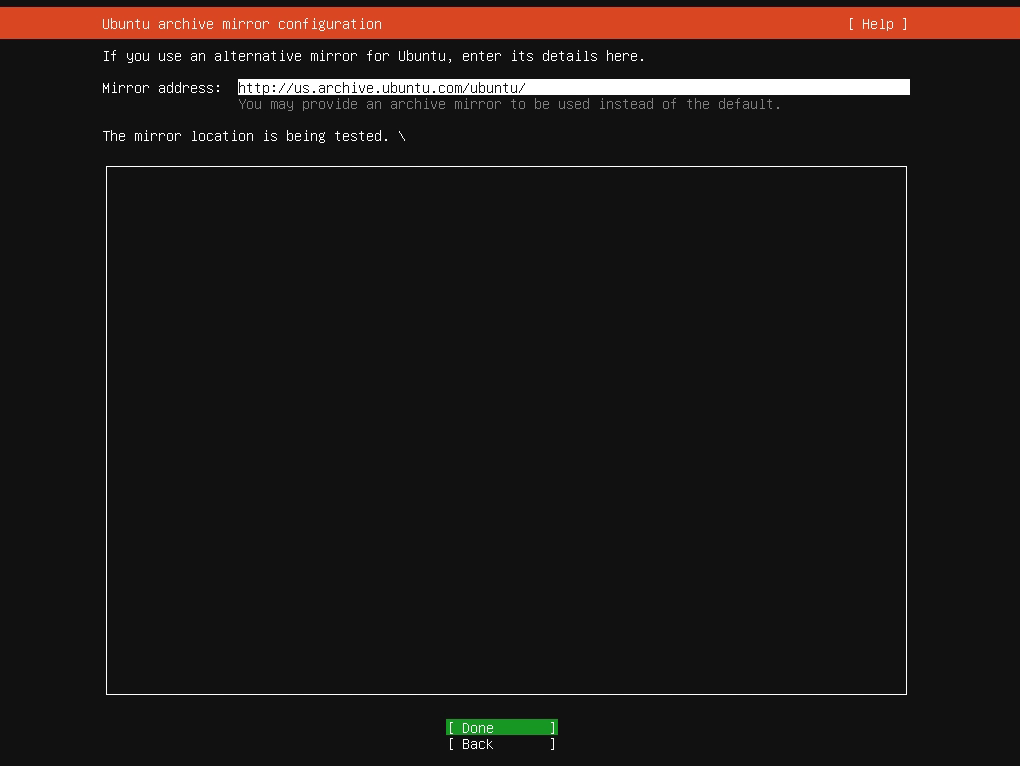 Ubuntu archive mirror configuration [ Help ]
If you use an alternative mirror for Ubuntu, enter its details here.
Mirror address: http://us.archive.ubuntu.com/ubuntu/
You may provide an archive mirror to be used instead of the default.
The mirror location is being tested. \
[ Done ]
[ Back ]